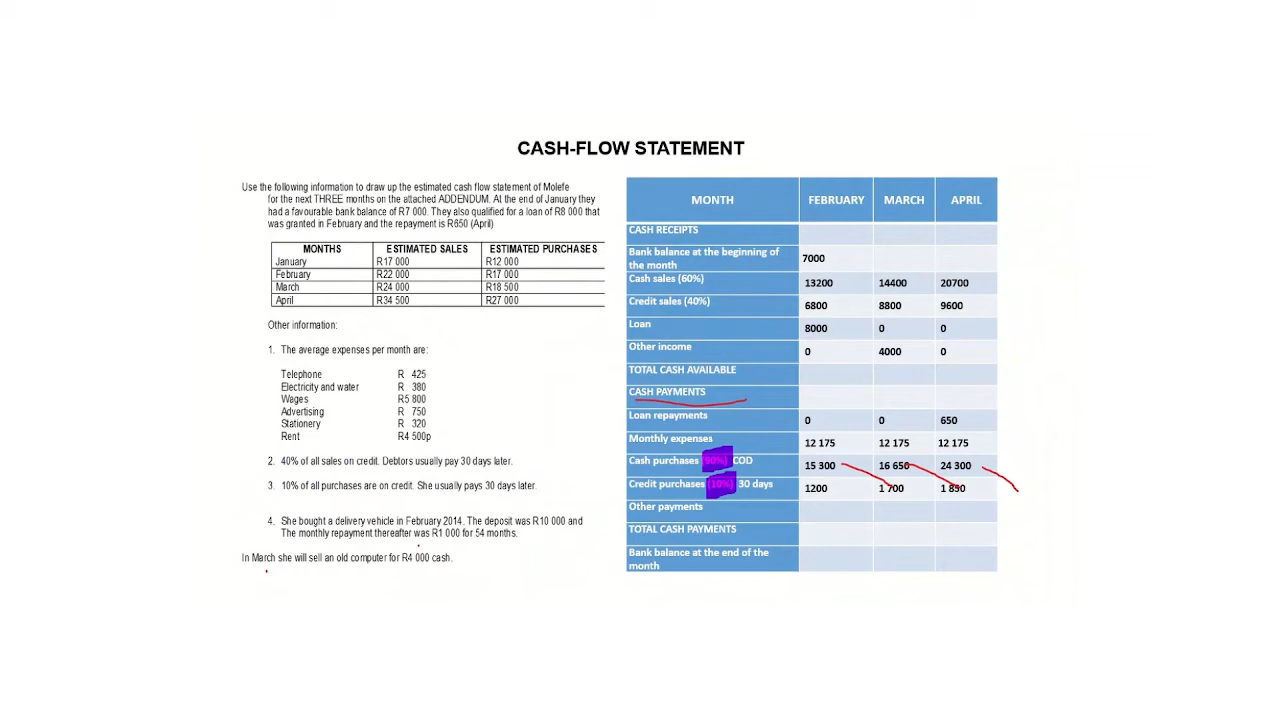 CASH-FLOW STATEMENT
Use the following information to draw up the estimated cash flow statement of Molefe
for the next THREE months on the attached ADDENDUM. At the end of January they
had a favourable bank balance of R7 000. They also qualified for a loan of R8 000 that
was granted in February and the repayment is R650 (April)
MONTHS ESTIMATED SALES ESTIMATED PURCHASES
January R17 000 R12 000
February R22 000 R17 000
March R24 000 R18 500
April R34 500 R27 000
Other information:
1. The average expenses per month are:
Telephone R 425
Electricity and water R 380
Wages R5 800
Advertising R 750
Stationery R 320
Rent R4 500p
2. 40% of all sales on credit. Debtors usually pay 30 days later.
3. 10% of all purchases are on credit. She usually pays 30 days later.
4. She bought a delivery vehicle in February 2014. The deposit was R10 000 and
The monthly repayment thereafter was R1 000 for 54 months.
In March she will sell an old computer for R4 000 cash.
MONTH FEBRUARY MARCH APRIL
CASH RECEIPTS
Bank balance at the beginning of
the month 7000
Cash sales (60%) 13200 14400 20700
Credit sales (40%) 6800 8800 9600
Loan 8000 0 0
Other income 0 4000 0
TOTAL CASH AVAILABLE
CASH PAYMENTS
Loan repayments 0 0 650
Monthly expenses 12 175 12 175 12 175
Cash purchases (90%) COD 15 300 16 650 24 300
Credit purchases (10%) 30 days 1200 1 700 1 850
Other payments
TOTAL CASH PAYMENTS
Bank balance at the end of the
month